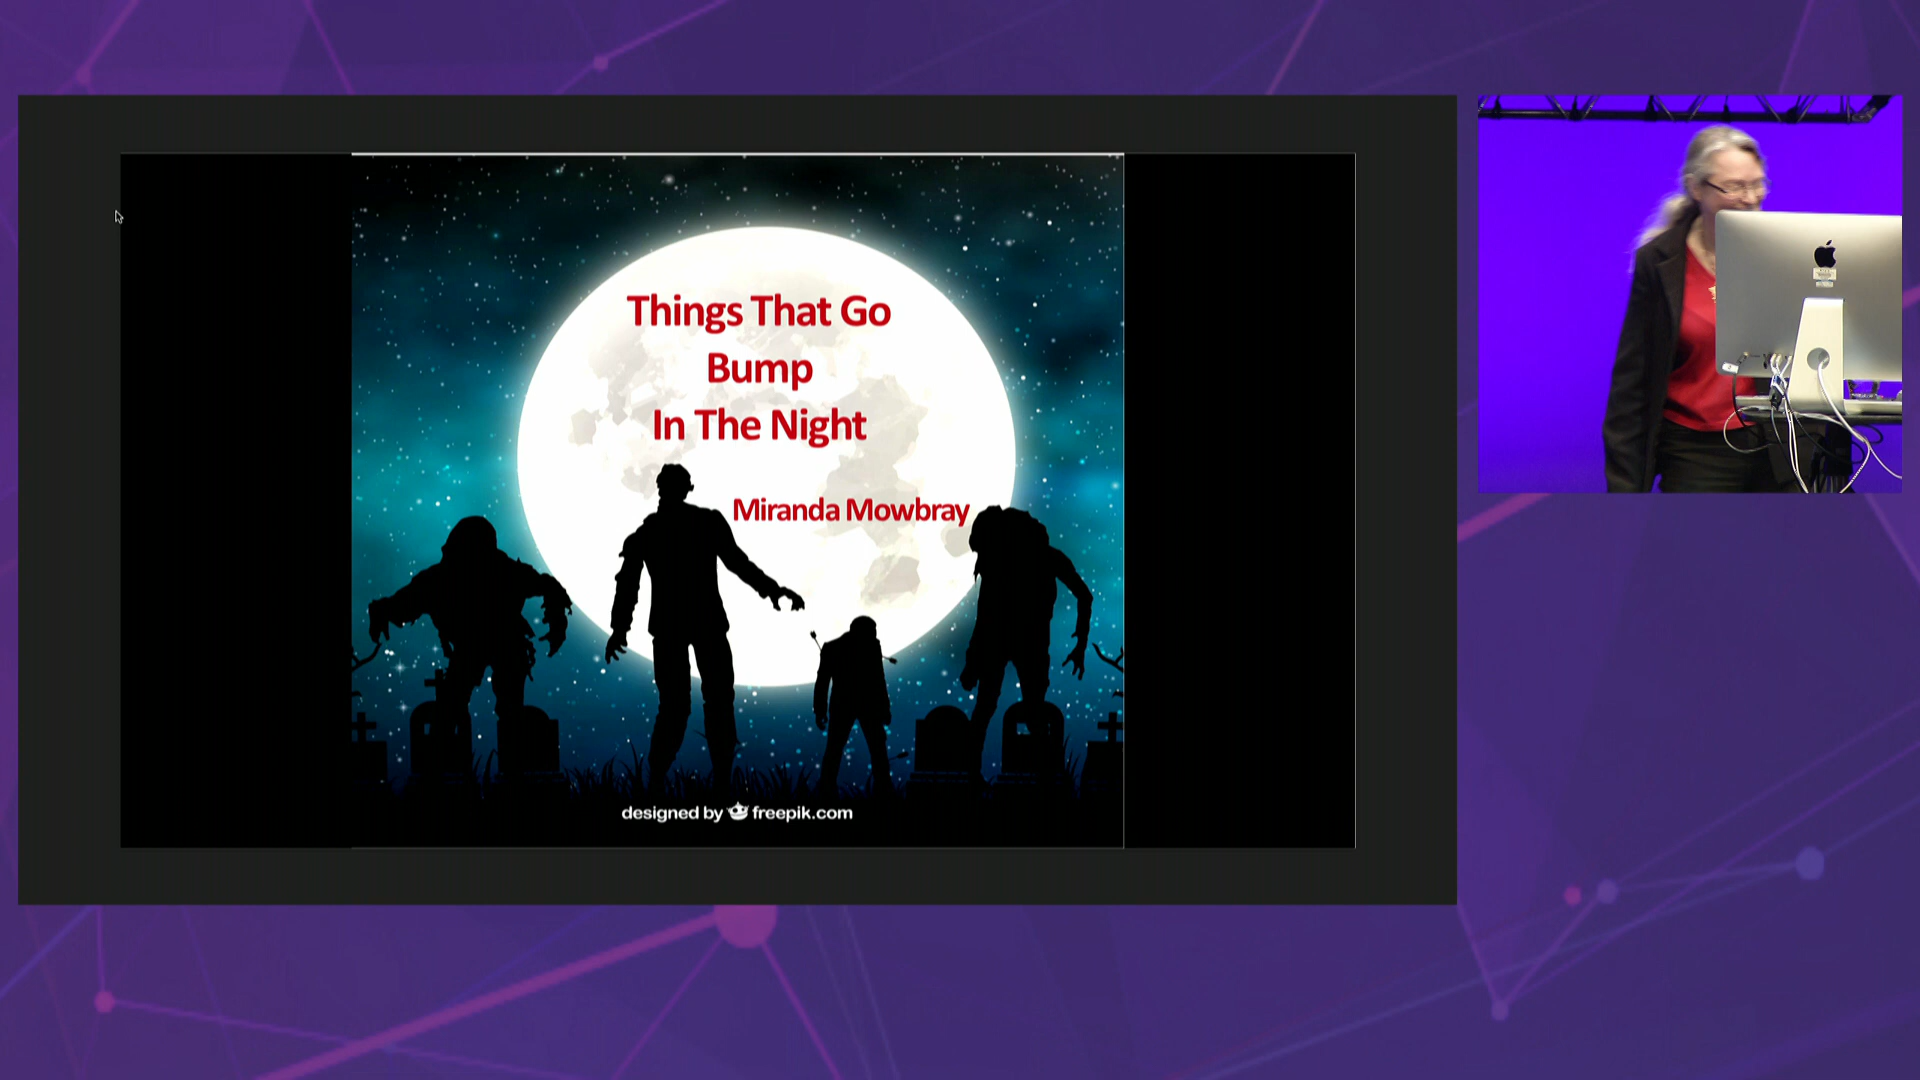 Things That Go
Bump
In The Night
Miranda Mowbray
designed by freepik.com